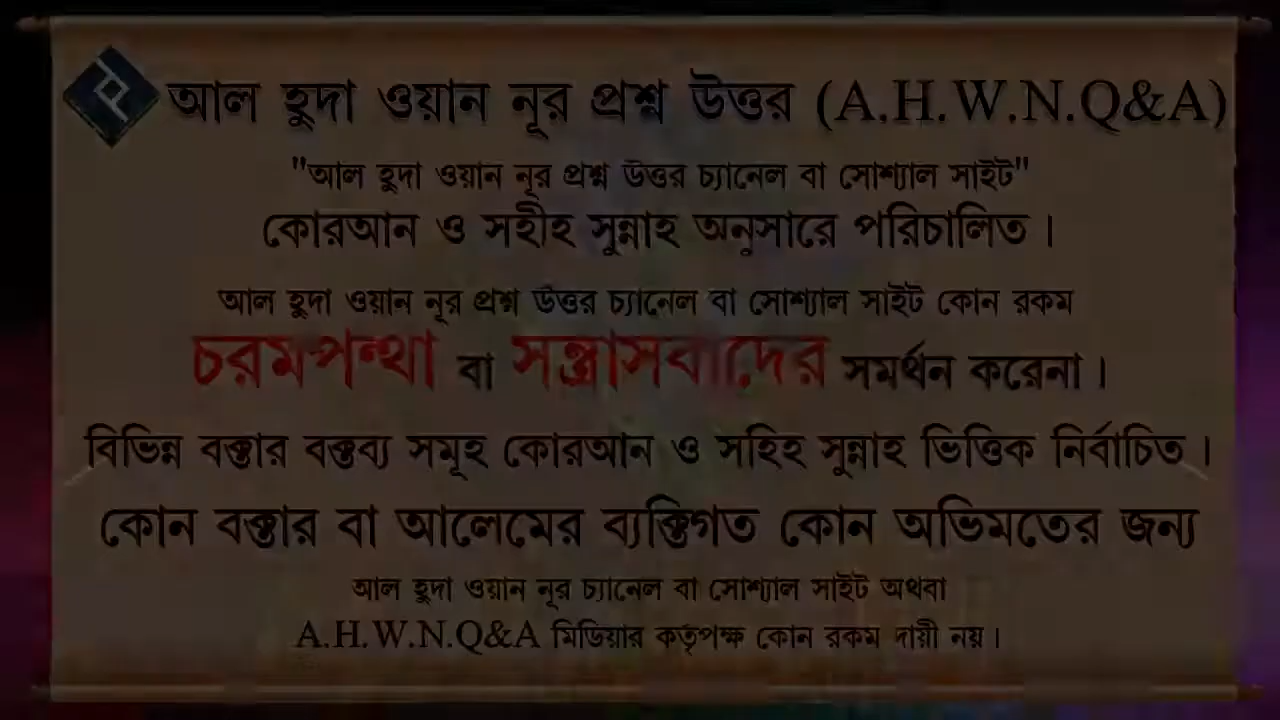 আল হুদা ওয়ান নূর প্রশ্ন উত্তর (A.H.W.N.Q&A)
"আল হুদা ওয়ান নূর প্রশ্ন উত্তর চ্যানেল বা সোশ্যাল সাইট"
কোরআন ও সহীহ সুন্নাহ অনুসারে পরিচালিত।
আল হুদা ওয়ান নূর প্রশ্ন উত্তর চ্যানেল বা সোশ্যাল সাইট কোন রকম
চরমপন্থা বা সন্ত্রাসবাদের সমর্থন করেনা।
বিভিন্ন বক্তার বক্তব্য সমূহ কোরআন ও সহিহ সুন্নাহ ভিত্তিক নির্বাচিত।
কোন বক্তার বা আলেমের ব্যক্তিগত কোন অভিমতের জন্য
আল হুদা ওয়ান নূর চ্যানেল বা সোশ্যাল সাইট অথবা
A.H.W.N.Q&A মিডিয়ার কর্তৃপক্ষ কোন রকম দায়ী নয়।